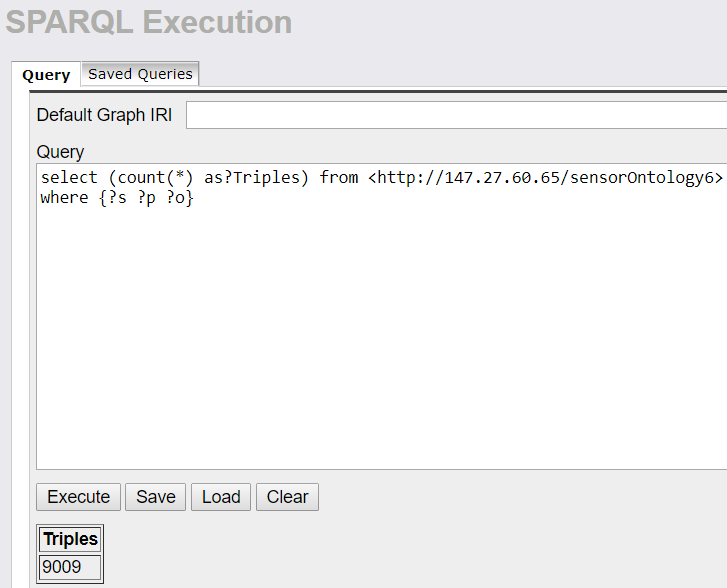 SPARQL Execution
Query
Saved Queries
Default Graph IRI
Query
select (count(*) as?Triples) from <http://147.27.60.65/sensorOntology6>
where {?s ?p ?o}
Execute
Save
Load
Clear
Triples
9009